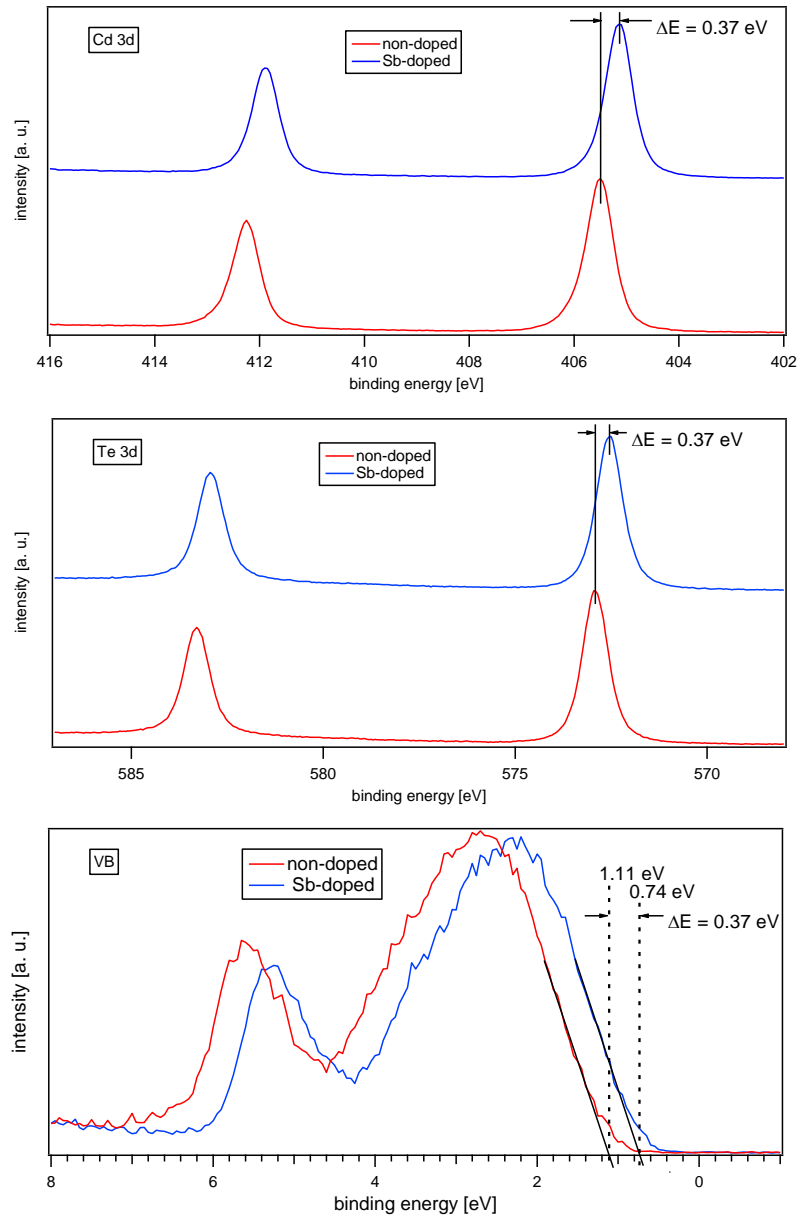 Cd 3d
non-doped
Sb-doped
ΔE = 0.37 eV
intensity [a. u.]
416 414 412 410 408 406 404 402
binding energy [eV]
Te 3d
non-doped
Sb-doped
ΔE = 0.37 eV
intensity [a. u.]
585 580 575 570
binding energy [eV]
VB
non-doped
Sb-doped
1.11 eV
0.74 eV
ΔE = 0.37 eV
intensity [a. u.]
8 6 4 2 0
binding energy [eV]